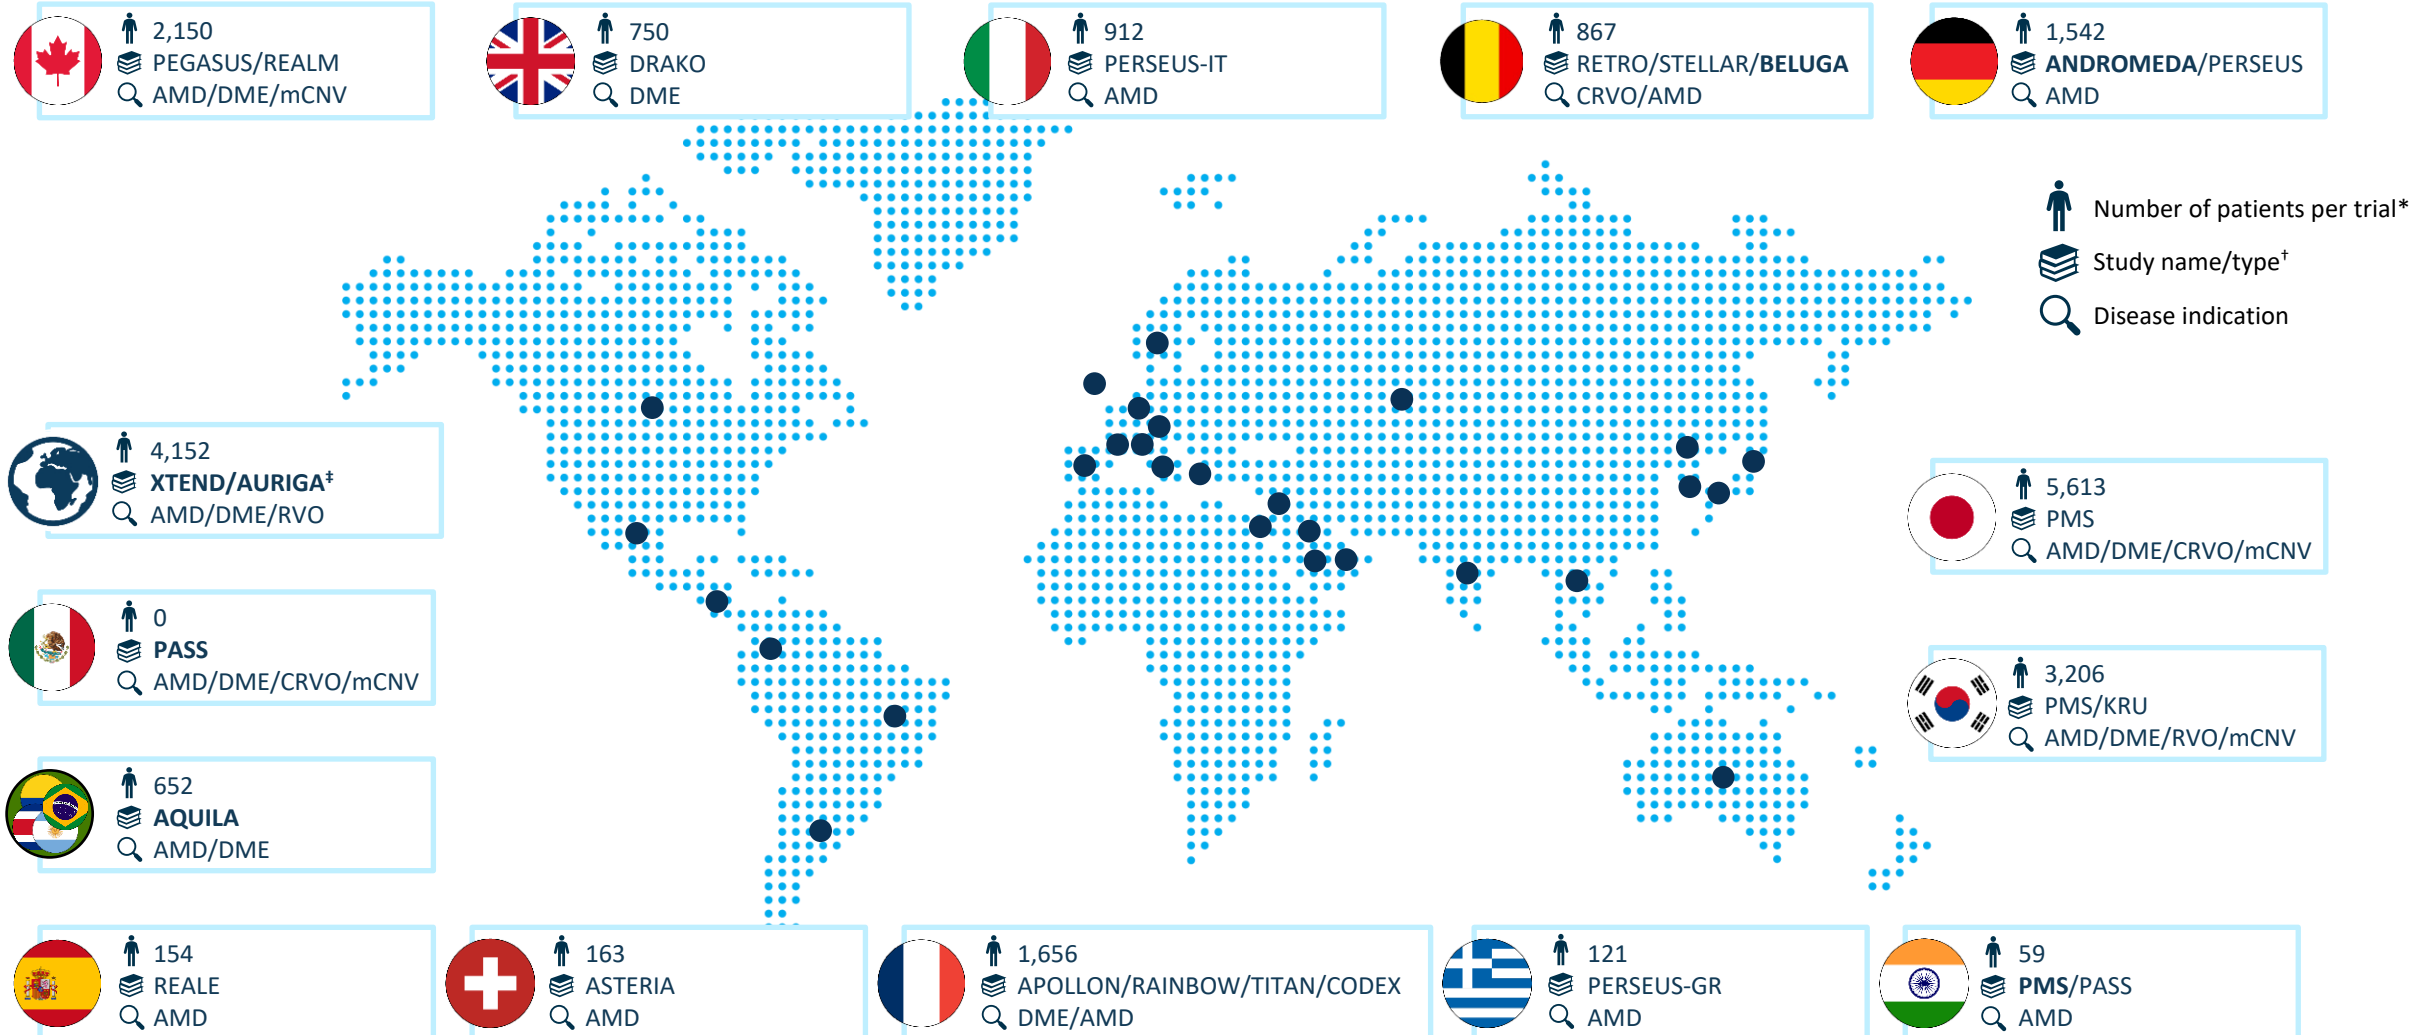 2,150
PEGASUS/REALM
AMD/DME/mCNV
750
DRAKO
DME
912
PERSEUS-IT
AMD
867
RETRO/STELLAR/BELUGA
CRVO/AMD
1,542
ANDROMEDA/PERSEUS
AMD
Number of patients per trial*
Study name/type†
Disease indication
4,152
XTEND/AURIGA‡
AMD/DME/RVO
5,613
PMS
AMD/DME/CRVO/mCNV
0
PASS
AMD/DME/CRVO/mCNV
3,206
PMS/KRU
AMD/DME/RVO/mCNV
652
AQUILA
AMD/DME
154
REALE
AMD
163
ASTERIA
AMD
1,656
APOLLON/RAINBOW/TITAN/CODEX
DME/AMD
121
PERSEUS-GR
AMD
59
PMS/PASS
AMD